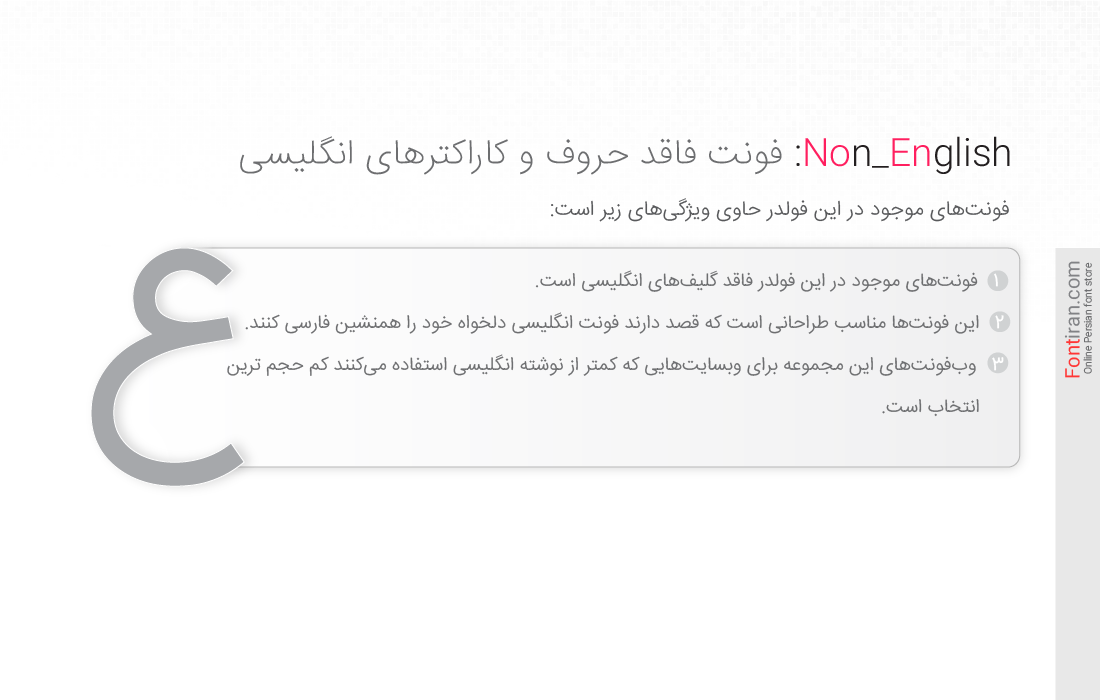 Non_English: فونت فاقد حروف و کاراکترهای انگلیسی
فونت‌های موجود در این فولدر حاوی ویژگی‌های زیر است:
۱ فونت‌های موجود در این فولدر فاقد گلیف‌های انگلیسی است.
۲ این فونت‌ها مناسب طراحانی است که قصد دارند فونت انگلیسی دلخواه خود را همنشین فارسی کنند.
۳ وب‌فونت‌های این مجموعه برای وبسایت‌هایی که کمتر از نوشته انگلیسی استفاده می‌کنند کم حجم ترین
انتخاب است.
ع
Fontiran.com
Online Persian font store